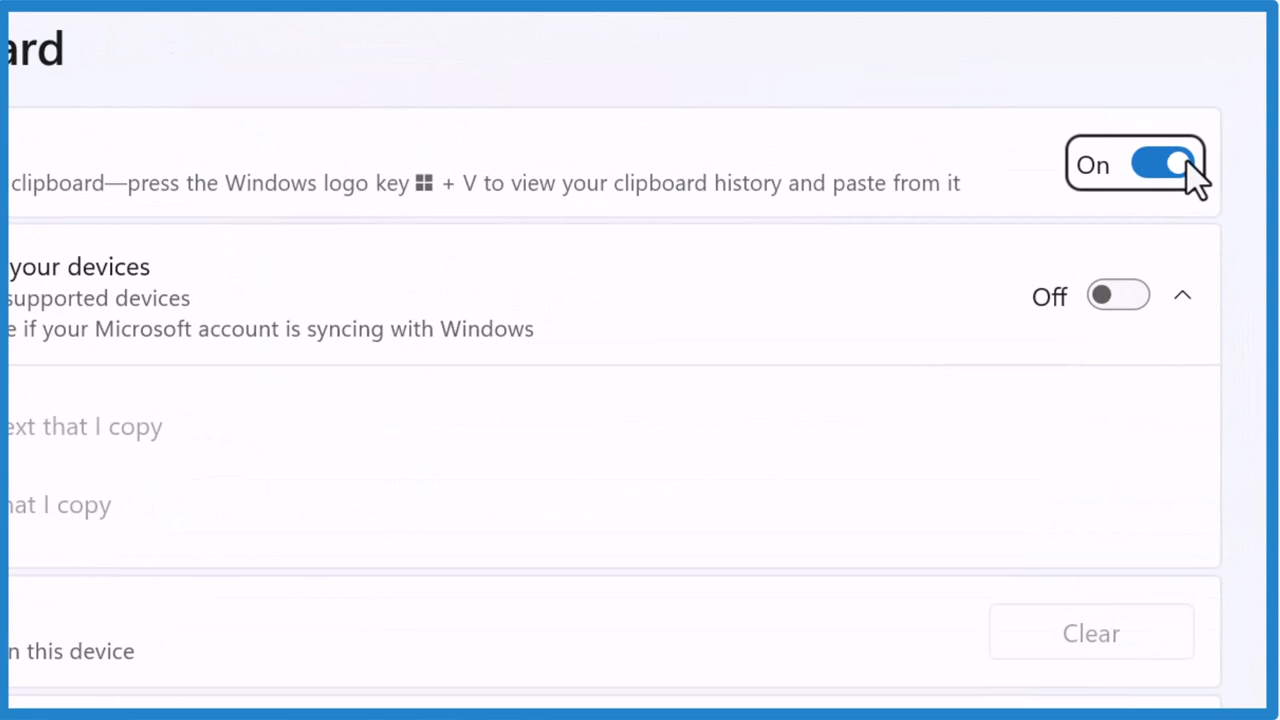 ard
On
clipboard—press the Windows logo key + V to view your clipboard history and paste from it
your devices
supported devices
Off
e if your Microsoft account is syncing with Windows
ext that I copy
hat I copy
Clear
n this device